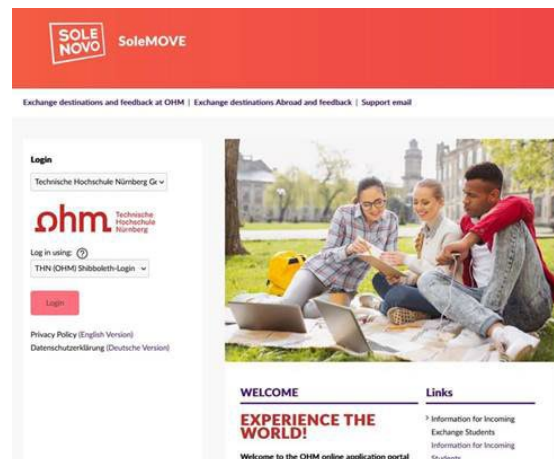 SOLE
NOVO
SoleMOVE
Exchange destinations and feedback at OHM | Exchange destinations Abroad and feedback | Support email
Login
Technische Hochschule Nürnberg Ge
ohm
Technische
Hochschule
Nürnberg
Log in using: ?
THN (OHM) Shibboleth-Login
Login
Privacy Policy (English Version)
Datenschutzerklärung (Deutsche Version)
WELCOME
EXPERIENCE THE
WORLD!
Welcome to the OHM online application portal
Links
Information for Incoming
Exchange Students
Information for Incoming
Students